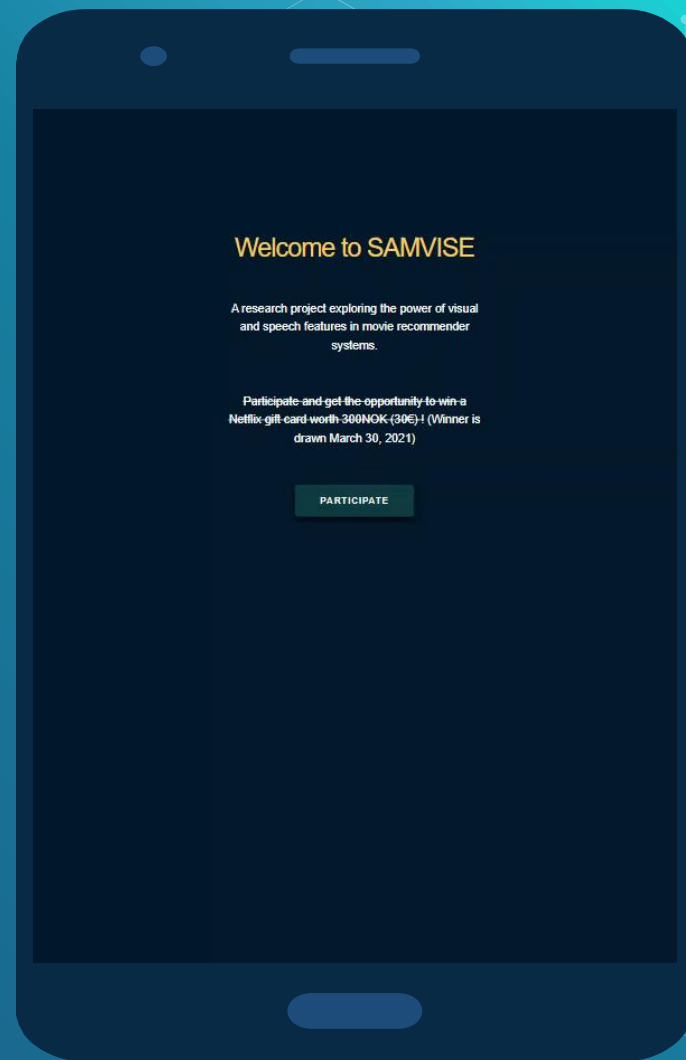 Welcome to SAMVISE
A research project exploring the power of visual
and speech features in movie recommender
systems.
Participate and get the opportunity to win a
Netflix gift card worth 300NOK (30€) ! (Winner is
drawn March 30, 2021)
PARTICIPATE